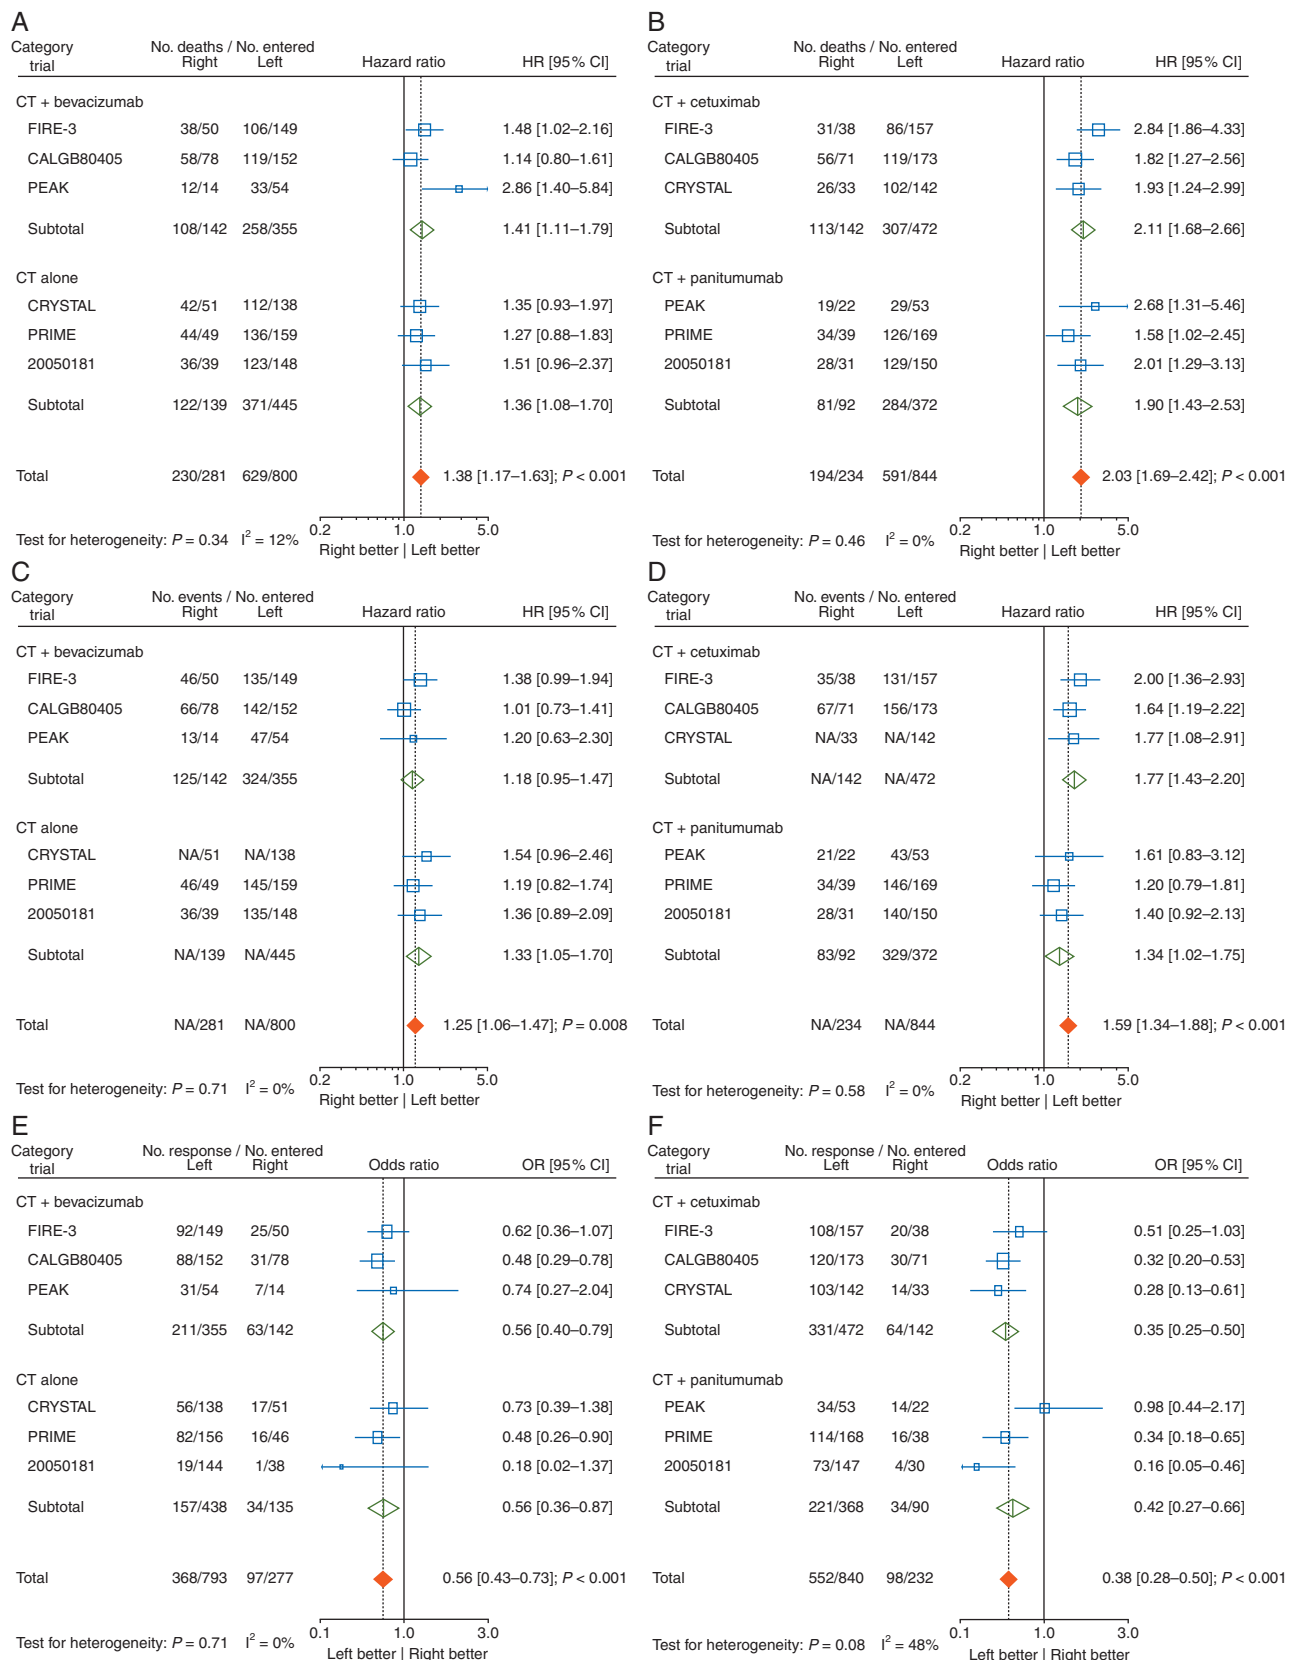 A
Category trial No. deaths / No. entered Right Left Hazard ratio HR [95% CI]
CT + bevacizumab
FIRE-3 38/50 106/149 1.48 [1.02–2.16]
CALGB80405 58/78 119/152 1.14 [0.80–1.61]
PEAK 12/14 33/54 2.86 [1.40–5.84]
Subtotal 108/142 258/355 1.41 [1.11–1.79]
CT alone
CRYSTAL 42/51 112/138 1.35 [0.93–1.97]
PRIME 44/49 136/159 1.27 [0.88–1.83]
20050181 36/39 123/148 1.51 [0.96–2.37]
Subtotal 122/139 371/445 1.36 [1.08–1.70]
Total 230/281 629/800 1.38 [1.17–1.63]; P < 0.001
0.2 1.0 5.0
Test for heterogeneity: P = 0.34 I² = 12%
Right better | Left better
B
Category trial No. deaths / No. entered Right Left Hazard ratio HR [95% CI]
CT + cetuximab
FIRE-3 31/38 86/157 2.84 [1.86–4.33]
CALGB80405 56/71 119/173 1.82 [1.27–2.56]
CRYSTAL 26/33 102/142 1.93 [1.24–2.99]
Subtotal 113/142 307/472 2.11 [1.68–2.66]
CT + panitumumab
PEAK 19/22 29/53 2.68 [1.31–5.46]
PRIME 34/39 126/169 1.58 [1.02–2.45]
20050181 28/31 129/150 2.01 [1.29–3.13]
Subtotal 81/92 284/372 1.90 [1.43–2.53]
Total 194/234 591/844 2.03 [1.69–2.42]; P < 0.001
0.2 1.0 5.0
Test for heterogeneity: P = 0.46 I² = 0%
Right better | Left better
C
Category trial No. events / No. entered Right Left Hazard ratio HR [95% CI]
CT + bevacizumab
FIRE-3 46/50 135/149 1.38 [0.99–1.94]
CALGB80405 66/78 142/152 1.01 [0.73–1.41]
PEAK 13/14 47/54 1.20 [0.63–2.30]
Subtotal 125/142 324/355 1.18 [0.95–1.47]
CT alone
CRYSTAL NA/51 NA/138 1.54 [0.96–2.46]
PRIME 46/49 145/159 1.19 [0.82–1.74]
20050181 36/39 135/148 1.36 [0.89–2.09]
Subtotal NA/139 NA/445 1.33 [1.05–1.70]
Total NA/281 NA/800 1.25 [1.06–1.47]; P = 0.008
0.2 1.0 5.0
Test for heterogeneity: P = 0.71 I² = 0%
Right better | Left better
D
Category trial No. events / No. entered Right Left Hazard ratio HR [95% CI]
CT + cetuximab
FIRE-3 35/38 131/157 2.00 [1.36–2.93]
CALGB80405 67/71 156/173 1.64 [1.19–2.22]
CRYSTAL NA/33 NA/142 1.77 [1.08–2.91]
Subtotal NA/142 NA/472 1.77 [1.43–2.20]
CT + panitumumab
PEAK 21/22 43/53 1.61 [0.83–3.12]
PRIME 34/39 146/169 1.20 [0.79–1.81]
20050181 28/31 140/150 1.40 [0.92–2.13]
Subtotal 83/92 329/372 1.34 [1.02–1.75]
Total NA/234 NA/844 1.59 [1.34–1.88]; P < 0.001
0.2 1.0 5.0
Test for heterogeneity: P = 0.58 I² = 0%
Right better | Left better
E
Category trial No. response / No. entered Left Right Odds ratio OR [95% CI]
CT + bevacizumab
FIRE-3 92/149 25/50 0.62 [0.36–1.07]
CALGB80405 88/152 31/78 0.48 [0.29–0.78]
PEAK 31/54 7/14 0.74 [0.27–2.04]
Subtotal 211/355 63/142 0.56 [0.40–0.79]
CT alone
CRYSTAL 56/138 17/51 0.73 [0.39–1.38]
PRIME 82/156 16/46 0.48 [0.26–0.90]
20050181 19/144 1/38 0.18 [0.02–1.37]
Subtotal 157/438 34/135 0.56 [0.36–0.87]
Total 368/793 97/277 0.56 [0.43–0.73]; P < 0.001
0.1 1.0 3.0
Test for heterogeneity: P = 0.71 I² = 0%
Left better | Right better
F
Category trial No. response / No. entered Left Right Odds ratio OR [95% CI]
CT + cetuximab
FIRE-3 108/157 20/38 0.51 [0.25–1.03]
CALGB80405 120/173 30/71 0.32 [0.20–0.53]
CRYSTAL 103/142 14/33 0.28 [0.13–0.61]
Subtotal 331/472 64/142 0.35 [0.25–0.50]
CT + panitumumab
PEAK 34/53 14/22 0.98 [0.44–2.17]
PRIME 114/168 16/38 0.34 [0.18–0.65]
20050181 73/147 4/30 0.16 [0.05–0.46]
Subtotal 221/368 34/90 0.42 [0.27–0.66]
Total 552/840 98/232 0.38 [0.28–0.50]; P < 0.001
0.1 1.0 3.0
Test for heterogeneity: P = 0.08 I² = 48%
Left better | Right better